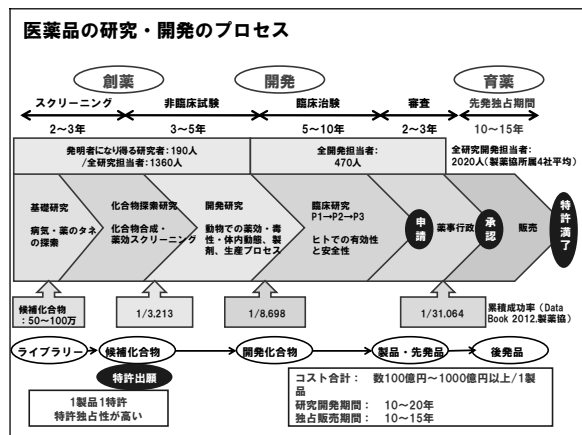 医薬品の研究・開発のプロセス
創薬
開発
育薬
スクリーニング
非臨床試験
臨床治験
審査
先発独占期間
2～3年
3～5年
5～10年
2～3年
10～15年
発明者になり得る研究者:190人
/全研究担当者:1360人
全開発担当者:
470人
全研究開発担当者:
2020人(製薬協所属4社平均)
基礎研究
病気・薬のタネ
の探索
化合物探索研究
化合物合成・
薬効スクリーニング
開発研究
動物での薬効・毒
性・体内動態、製
剤、生産プロセス
臨床研究
P1→P2→P3
ヒトでの有効性
と安全性
申請
薬事行政
承認
販売
特許満了
候補化合物
:50～100万
1/3.213
1/8,698
1/31.064
累積成功率(Data
Book 2012.製薬協)
ライブラリー
候補化合物
開発化合物
製品・先発品
後発品
特許出願
1製品1特許
特許独占性が高い
コスト合計: 数100億円～1000億円以上/1製
品
研究開発期間: 10～20年
独占販売期間: 10～15年